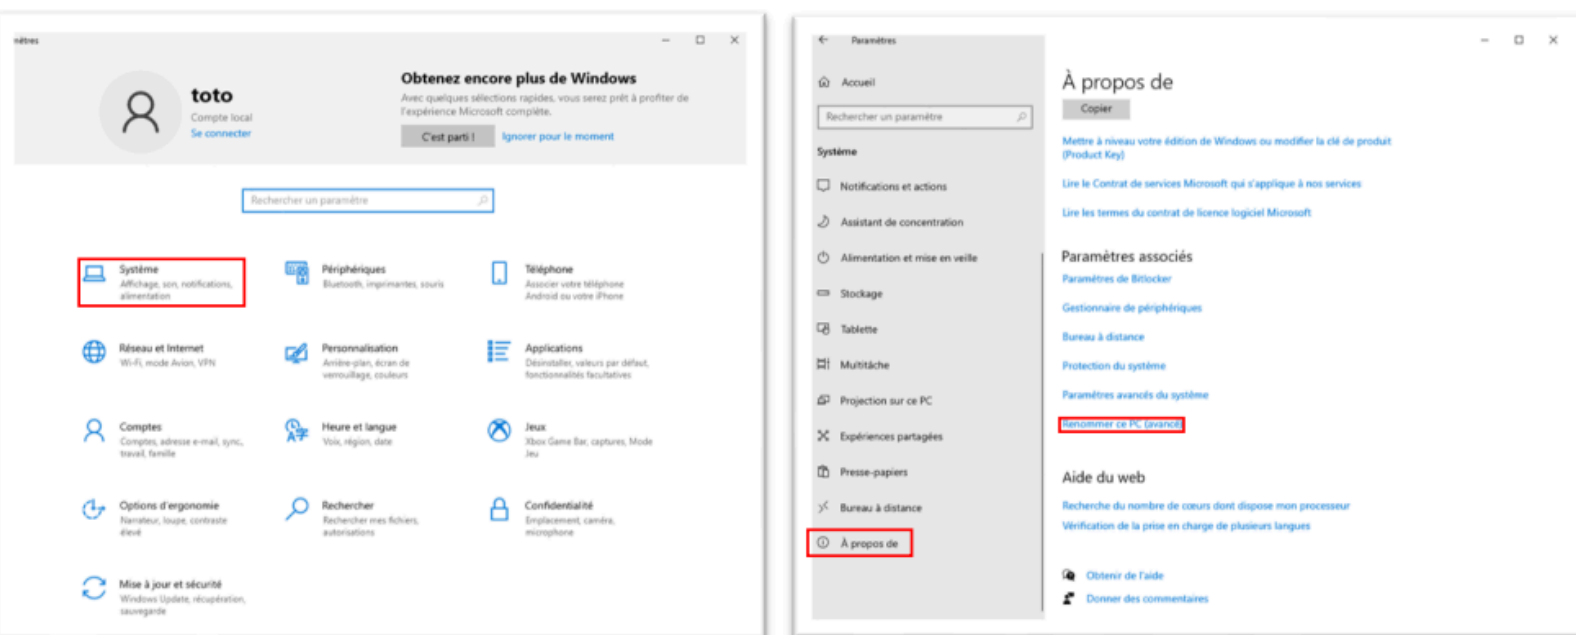 mètres
toto
Compte local
Se connecter
Obtenez encore plus de Windows
Avec quelques sélections rapides, vous serez prêt à profiter de
l'expérience Microsoft complète.
C'est parti !
Ignorer pour le moment
Rechercher un paramètre
Système
Affichage, son, notifications,
alimentation
Périphériques
Bluetooth, imprimantes, souris
Téléphone
Associer votre téléphone
Android ou votre iPhone
Réseau et Internet
Wi-Fi, mode Avion, VPN
Personnalisation
Arrière-plan, écran de
verrouillage, couleurs
Applications
Désinstaller, valeurs par défaut,
fonctionnalités facultatives
Comptes
Comptes, adresse e-mail, sync.,
travail, famille
Heure et langue
Voix, région, date
Jeux
Xbox Game Bar, captures, Mode
Jeu
Options d'ergonomie
Narrateur, loupe, contraste
élevé
Rechercher
Rechercher mes fichiers,
autorisations
Confidentialité
Emplacement, caméra,
microphone
Mise à jour et sécurité
Windows Update, récupération,
sauvegarde
Paramètres
Accueil
Rechercher un paramètre
Système
Notifications et actions
Assistant de concentration
Alimentation et mise en veille
Stockage
Tablette
Multitâche
Projection sur ce PC
Expériences partagées
Presse-papiers
Bureau à distance
À propos de
À propos de
Copier
Mettre à niveau votre édition de Windows ou modifier la clé de produit
(Product Key)
Lire le Contrat de services Microsoft qui s'applique à nos services
Lire les termes du contrat de licence logiciel Microsoft
Paramètres associés
Paramètres de Bitlocker
Gestionnaire de périphériques
Bureau à distance
Protection du système
Paramètres avancés du système
Renommer ce PC (avancé)
Aide du web
Recherche du nombre de cœurs dont dispose mon processeur
Vérification de la prise en charge de plusieurs langues
Obtenir de l'aide
Donner des commentaires